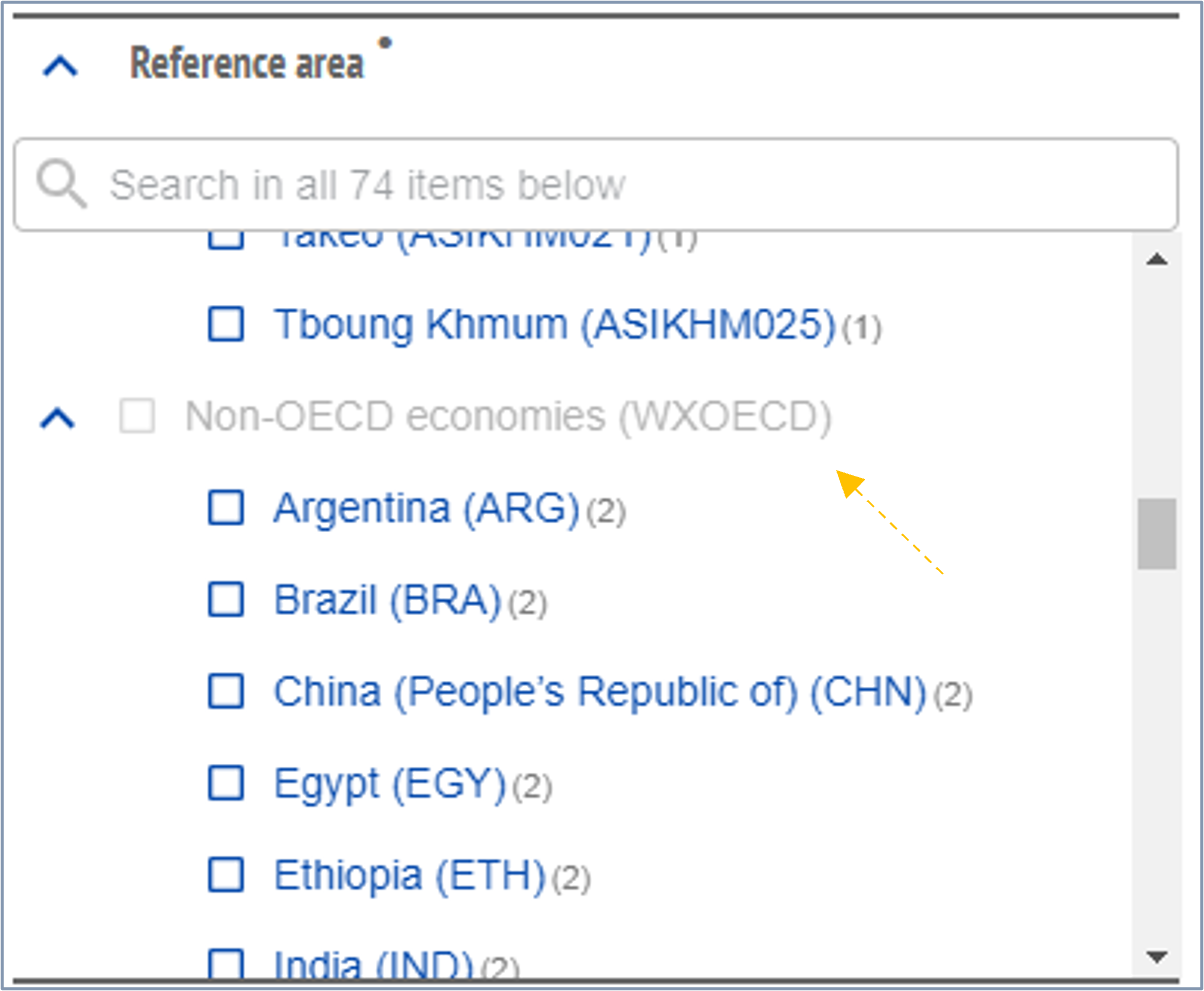 Reference area
Search in all 74 items below
Takeo (ASIKHM021)(1)
Tboung Khmum (ASIKHM025)(1)
Non-OECD economies (WXOECD)
Argentina (ARG)(2)
Brazil (BRA)(2)
China (People’s Republic of) (CHN)(2)
Egypt (EGY)(2)
Ethiopia (ETH)(2)
India (IND)(2)